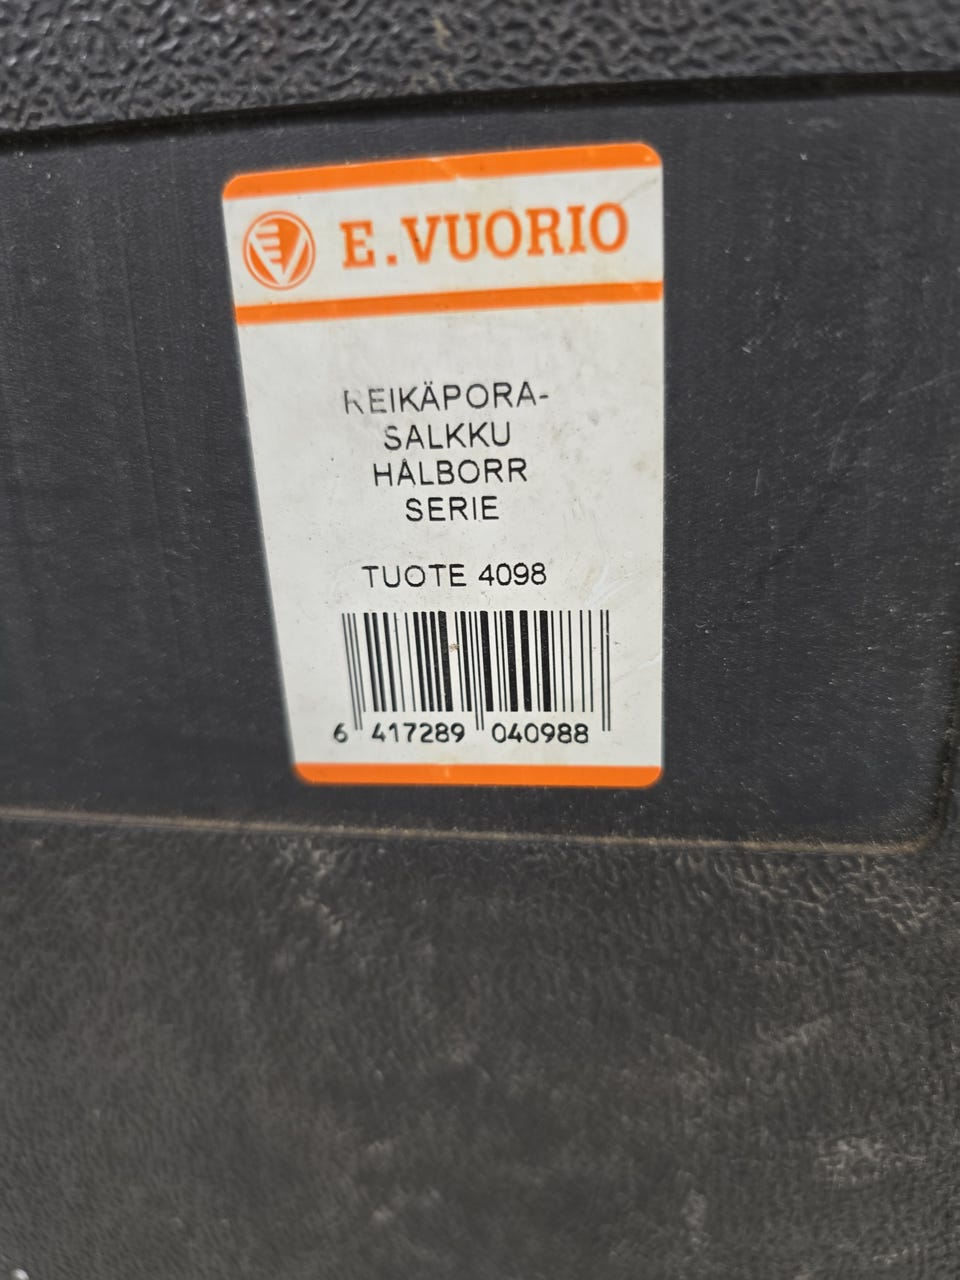 E.VUORIO
REIKÄPORA-
SALKKU
HÅLBORR
SERIE
TUOTE 4098
6 417289 040988